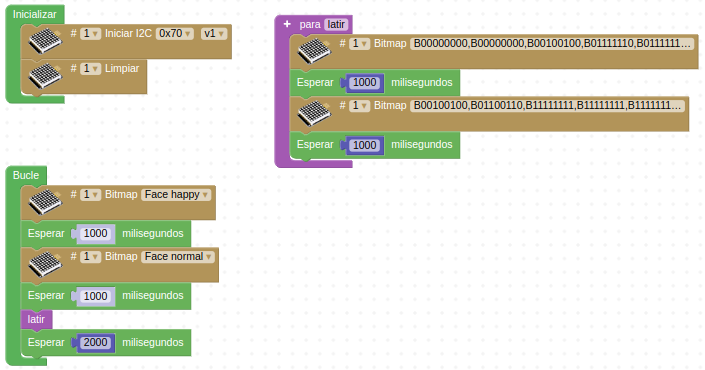 Inicializar
# 1 Iniciar I2C 0x70 v1
# 1 Limpiar
+ para latir
# 1 Bitmap B00000000,B00000000,B00100100,B01111110,B0111111...
Esperar 1000 milisegundos
# 1 Bitmap B00100100,B01100110,B11111111,B11111111,B1111111...
Esperar 1000 milisegundos
Bucle
# 1 Bitmap Face happy
Esperar 1000 milisegundos
# 1 Bitmap Face normal
Esperar 1000 milisegundos
latir
Esperar 2000 milisegundos